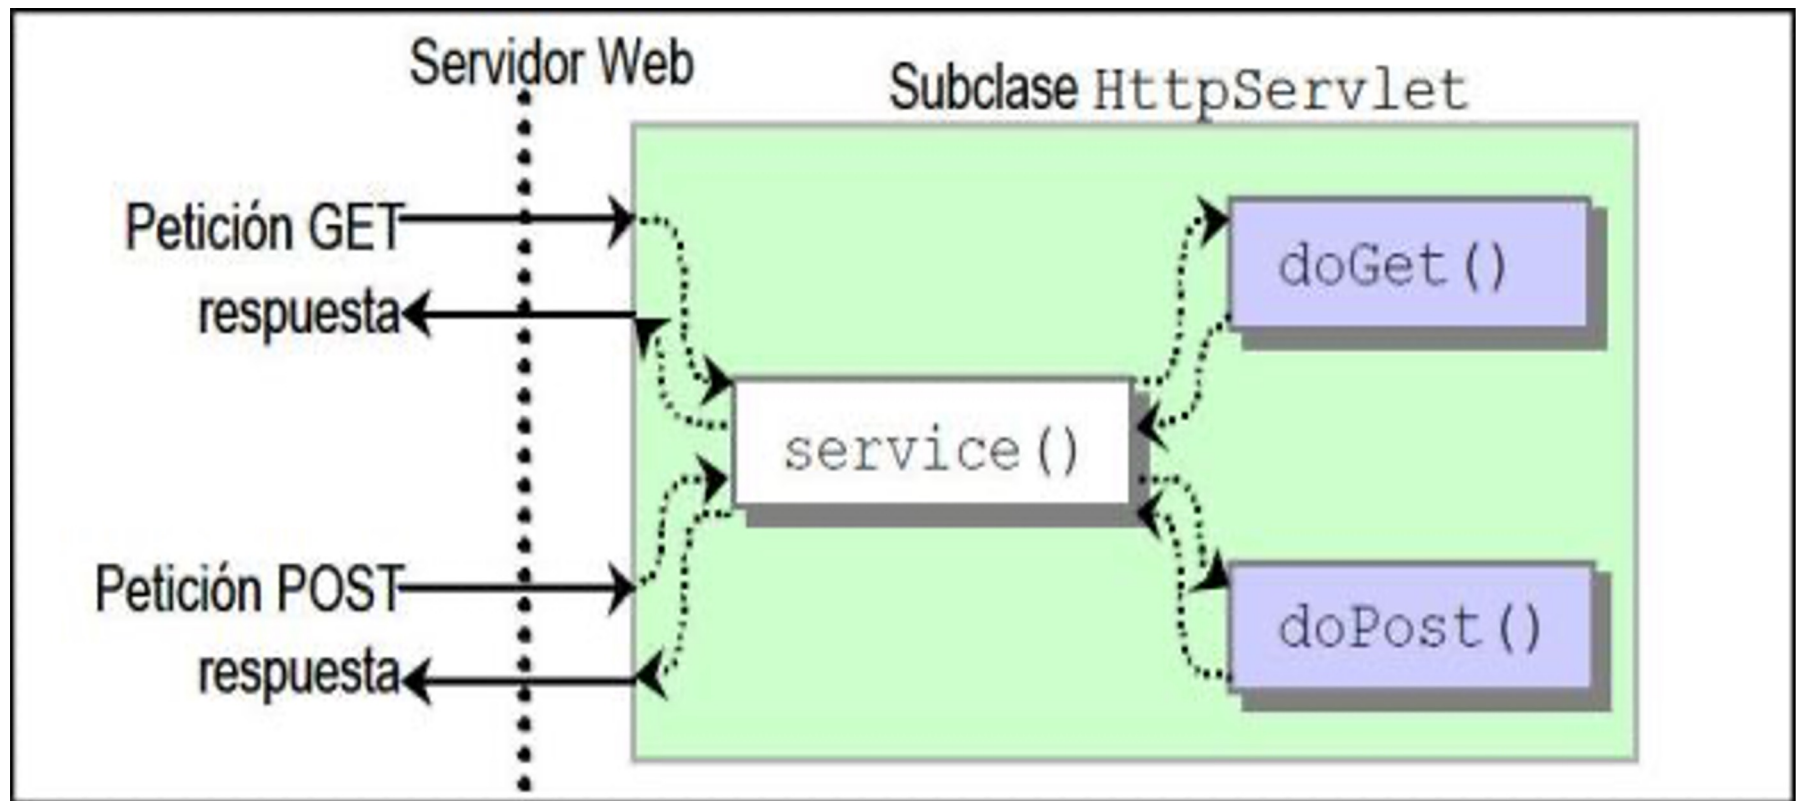 Servidor Web
Subclase HttpServlet
Petición GET
respuesta
doGet()
service()
Petición POST
respuesta
doPost()